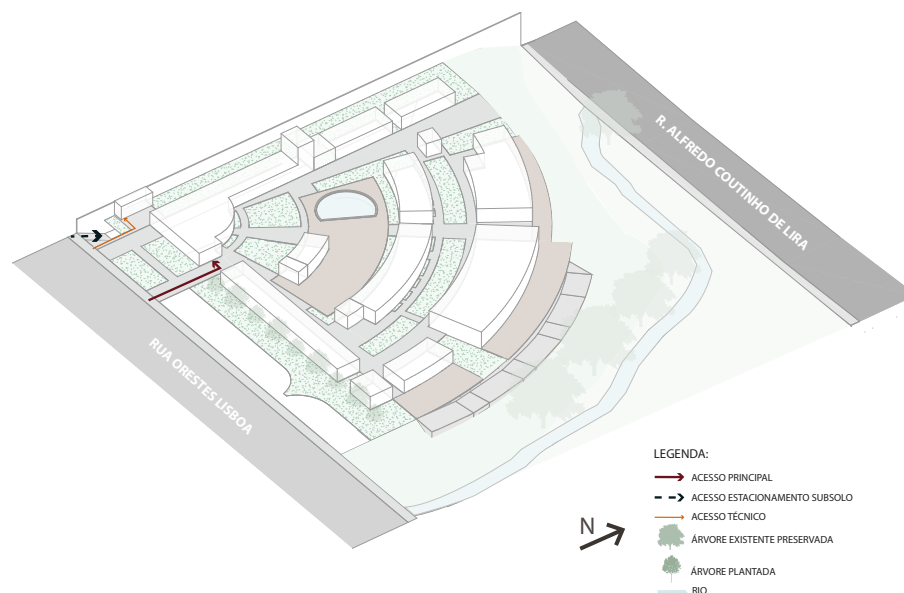 R. ALFREDO COUTINHO DE LIRA
RUA ORESTES LISBOA
N
LEGENDA:
ACESSO PRINCIPAL
ACESSO ESTACIONAMENTO SUBSOLO
ACESSO TÉCNICO
ÁRVORE EXISTENTE PRESERVADA
ÁRVORE PLANTADA
RIO